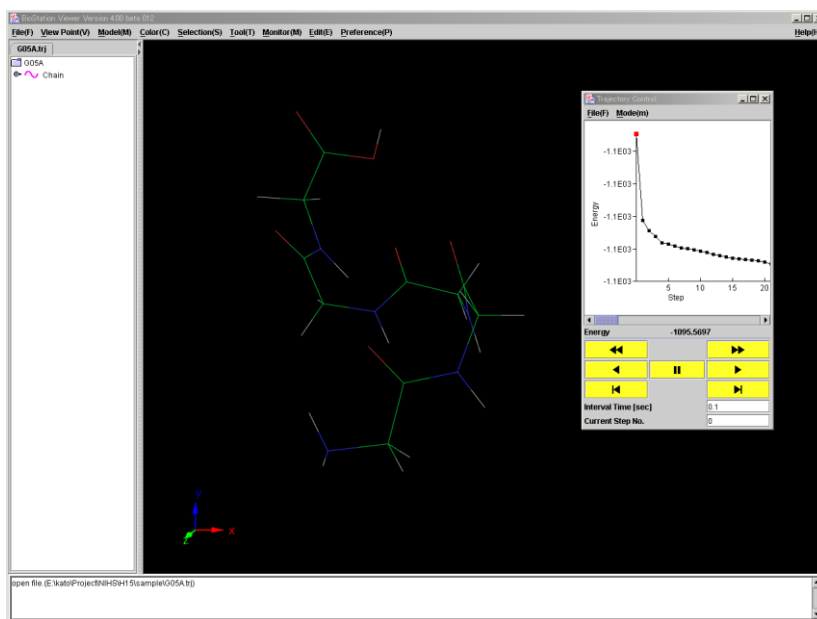 BioStation Viewer Version 4.00 beta 012
File(F) View Point(V) Model(M) Color(C) Selection(S) Tool(T) Monitor(M) Edit(E) Preference(P) Help(H
G05A.trj
G05A
Chain
Trajectory Control
File(F) Mode(m)
-1.1E03
-1.1E03
-1.1E03
-1.1E03
-1.1E03
Energy
5 10 15 20
Step
Energy -1095.5697
Interval Time [sec] 0.1
Current Step No. 0
Y
X
Z
open file.(E:\kato\Project\NIHS\H15\sample\G05A.trj)